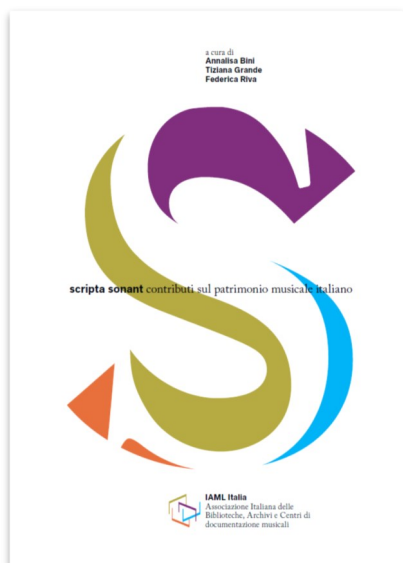 a cura di
Annalisa Bini
Tiziana Grande
Federica Riva
scripta sonant contributi sul patrimonio musicale italiano
IAML Italia
Associazione Italiana delle
Biblioteche, Archivi e Centri di
documentazione musicali